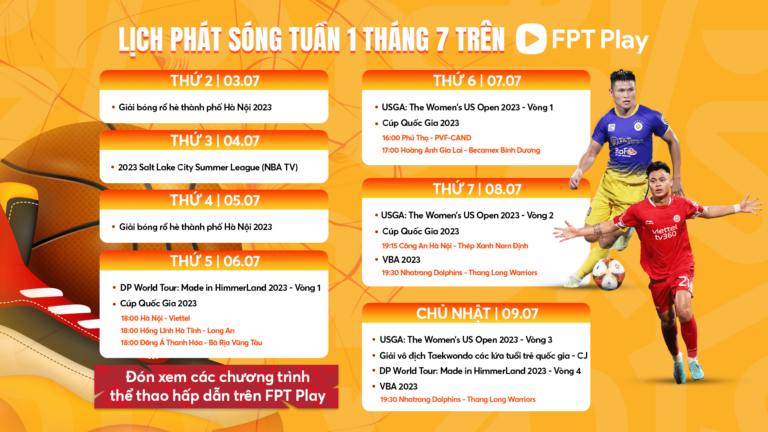 LỊCH PHÁT SÓNG TUẦN 1 THÁNG 7 TRÊN FPT Play
THỨ 2 | 03.07
• Giải bóng rổ hè thành phố Hà Nội 2023
THỨ 3 | 04.07
• 2023 Salt Lake City Summer League (NBA TV)
THỨ 4 | 05.07
• Giải bóng rổ hè thành phố Hà Nội 2023
THỨ 5 | 06.07
• DP World Tour: Made in HimmerLand 2023 - Vòng 1
• Cúp Quốc Gia 2023
18:00 Hà Nội - Viettel
18:00 Hồng Lĩnh Hà Tĩnh - Long An
18:00 Đông Á Thanh Hóa - Bà Rịa Vũng Tàu
Đón xem các chương trình
thể thao hấp dẫn trên FPT Play
THỨ 6 | 07.07
• USGA: The Women's US Open 2023 - Vòng 1
• Cúp Quốc Gia 2023
16:00 Phú Thọ - PVF-CAND
17:00 Hoàng Anh Gia Lai - Becamex Bình Dương
THỨ 7 | 08.07
• USGA: The Women's US Open 2023 - Vòng 2
• Cúp Quốc Gia 2023
19:15 Công An Hà Nội - Thép Xanh Nam Định
• VBA 2023
19:30 Nhatrang Dolphins - Thang Long Warriors
CHỦ NHẬT | 09.07
• USGA: The Women's US Open 2023 - Vòng 3
• Giải vô địch Taekwondo các lứa tuổi trẻ quốc gia - CJ
• DP World Tour: Made in HimmerLand 2023 - Vòng 4
• VBA 2023
19:30 Nhatrang Dolphins - Thang Long Warriors
viettel
tv360